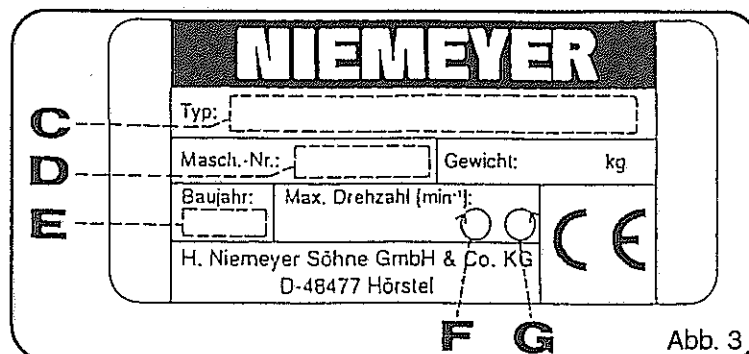 NIEMEYER
C
Typ:
D
Masch.-Nr.: Gewicht: kg
E
Baujahr: Max. Drehzahl [min⁻¹]:
H. Niemeyer Söhne GmbH & Co. KG
D-48477 Hörstel
CE
F G
Abb. 3